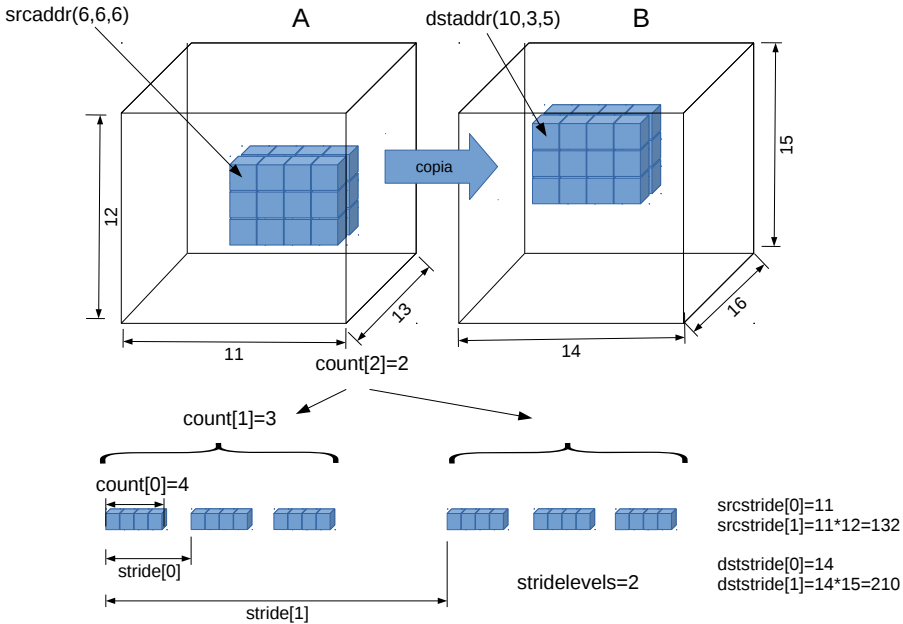 srcaddr(6,6,6)
A
dstaddr(10,3,5)
B
copia
12
15
13
16
11
14
count[2]=2
count[1]=3
count[0]=4
srcstride[0]=11
srcstride[1]=11*12=132
stride[0]
dststride[0]=14
stridelevels=2
dststride[1]=14*15=210
stride[1]